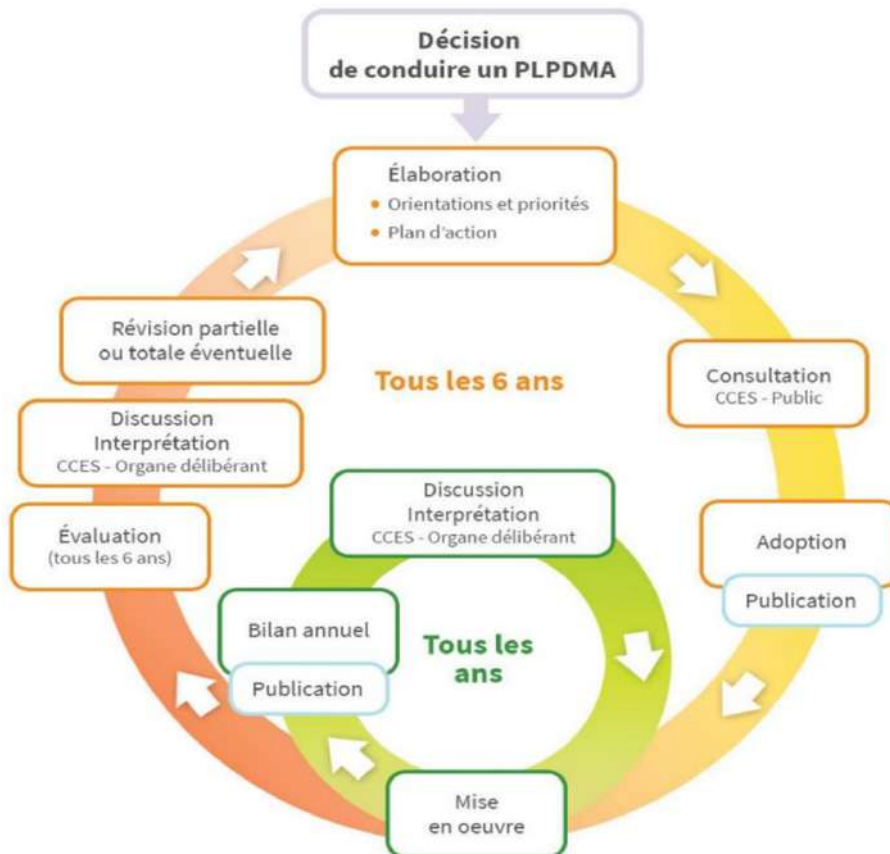 Décision
de conduire un PLPDMA
Élaboration
• Orientations et priorités
• Plan d'action
Révision partielle
ou totale éventuelle
Tous les 6 ans
Consultation
CCES - Public
Discussion
Interprétation
CCES - Organe délibérant
Discussion
Interprétation
CCES - Organe délibérant
Évaluation
(tous les 6 ans)
Adoption
Publication
Bilan annuel
Publication
Tous les
ans
Mise
en oeuvre